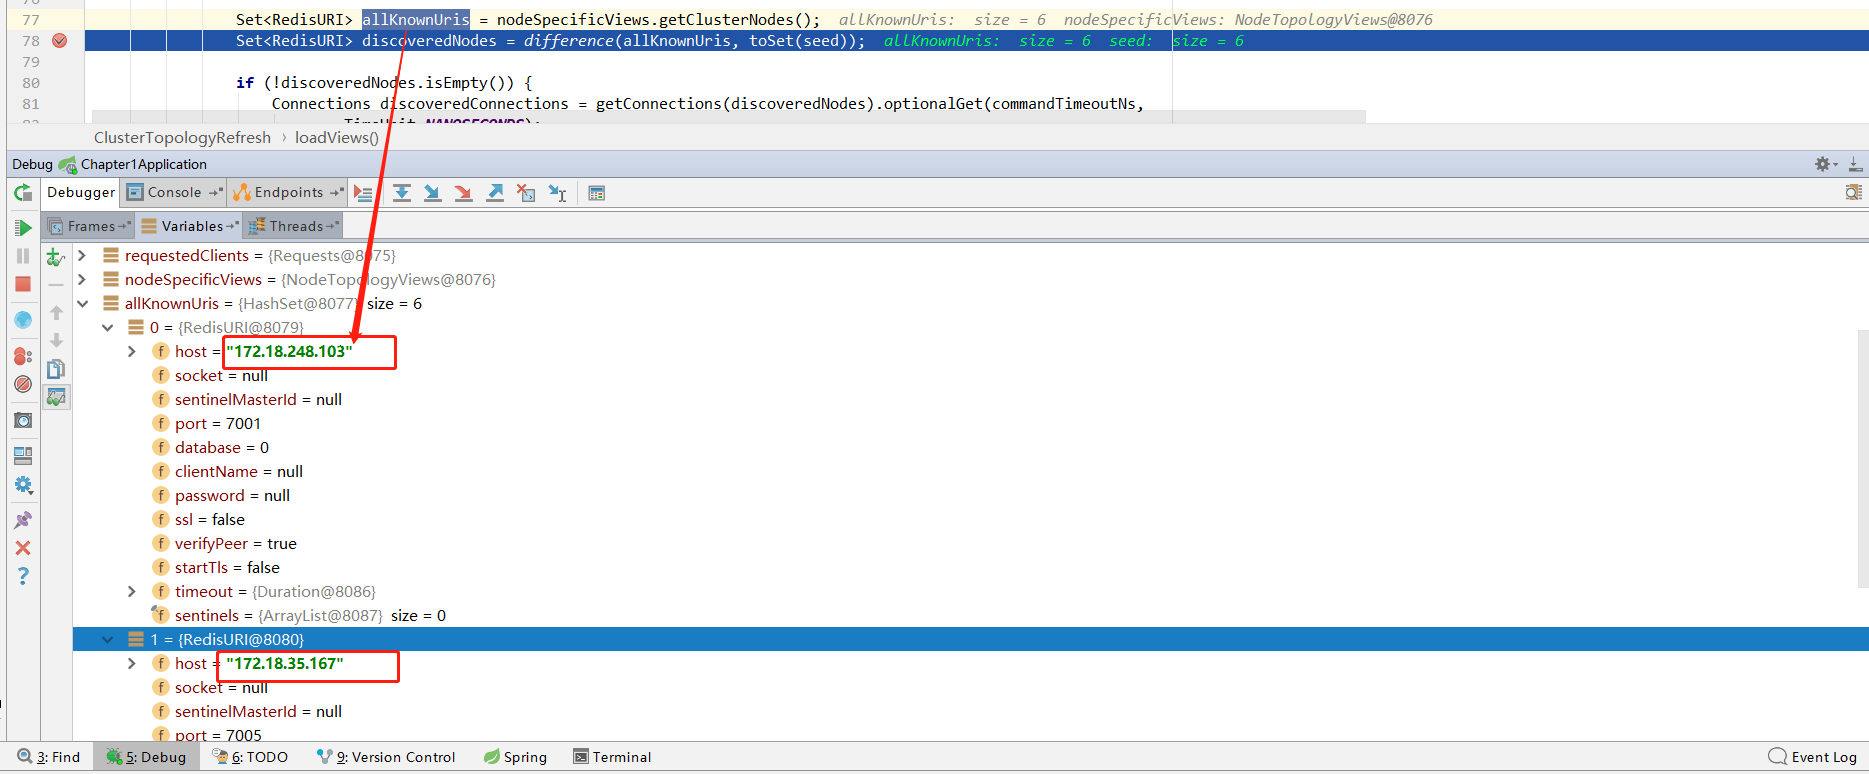 76
77 Set<RedisURI> allKnownUris = nodeSpecificViews.getClusterNodes(); allKnownUris: size = 6 nodeSpecificViews: NodeTopologyViews@8076
78 Set<RedisURI> discoveredNodes = difference(allKnownUris, toSet(seed)); allKnownUris: size = 6 seed: size = 6
79
80 if (!discoveredNodes.isEmpty()) {
81 Connections discoveredConnections = getConnections(discoveredNodes).optionalGet(commandTimeoutNs,
82 TimeUnit.NANOSECONDS);
ClusterTopologyRefresh › loadViews()
Debug Chapter1Application
Debugger Console Endpoints
Frames Variables Threads
requestedClients = {Requests@8075}
nodeSpecificViews = {NodeTopologyViews@8076}
allKnownUris = {HashSet@8077} size = 6
0 = {RedisURI@8079}
f host = "172.18.248.103"
f socket = null
f sentinelMasterId = null
f port = 7001
f database = 0
f clientName = null
f password = null
f ssl = false
f verifyPeer = true
f startTls = false
f timeout = {Duration@8086}
f sentinels = {ArrayList@8087} size = 0
1 = {RedisURI@8080}
f host = "172.18.35.167"
f socket = null
f sentinelMasterId = null
f port = 7005
3: Find 5: Debug 6: TODO 9: Version Control Spring Terminal Event Log